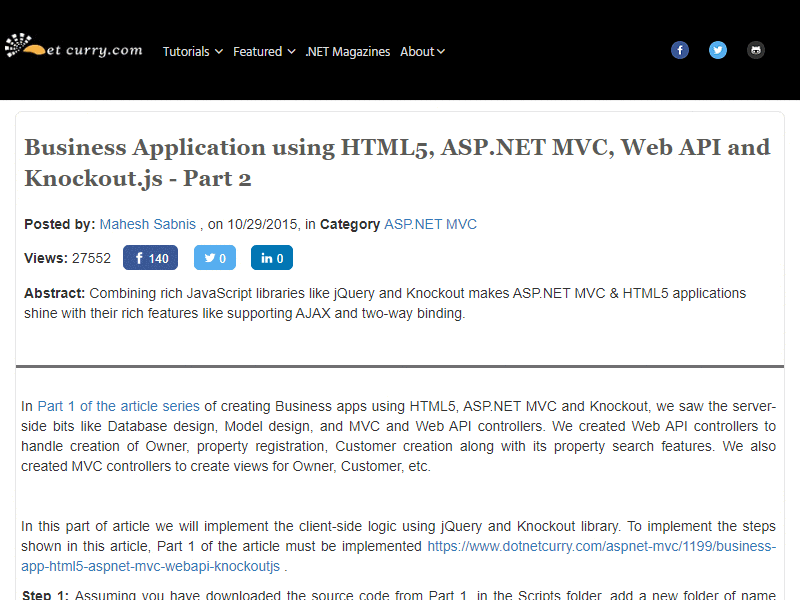 et curry.com
Tutorials
Featured
.NET Magazines
About
Business Application using HTML5, ASP.NET MVC, Web API and
Knockout.js - Part 2
Posted by: Mahesh Sabnis , on 10/29/2015, in Category ASP.NET MVC
Views: 27552
140
0
in 0
Abstract: Combining rich JavaScript libraries like jQuery and Knockout makes ASP.NET MVC & HTML5 applications
shine with their rich features like supporting AJAX and two-way binding.
In Part 1 of the article series of creating Business apps using HTML5, ASP.NET MVC and Knockout, we saw the server-
side bits like Database design, Model design, and MVC and Web API controllers. We created Web API controllers to
handle creation of Owner, property registration, Customer creation along with its property search features. We also
created MVC controllers to create views for Owner, Customer, etc.
In this part of article we will implement the client-side logic using jQuery and Knockout library. To implement the steps
shown in this article, Part 1 of the article must be implemented https://www.dotnetcurry.com/aspnet-mvc/1199/business-
app-html5-aspnet-mvc-webapi-knockoutjs .
Step 1: Assuming you have downloaded the source code from Part 1, in the Scripts folder, add a new folder of name